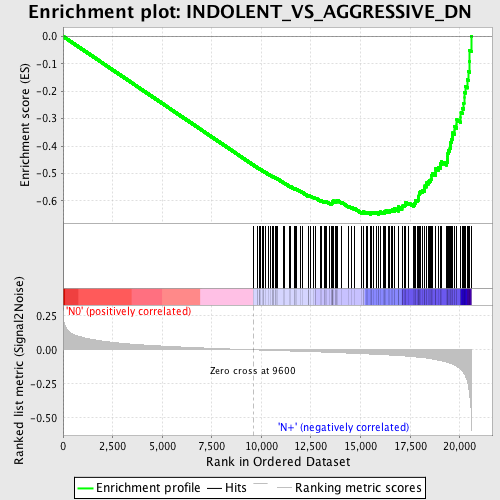 Enrichment plot: INDOLENT_VS_AGGRESSIVE_DN
Enrichment score (ES)
0.0
-0.1
-0.2
-0.3
-0.4
-0.5
-0.6
'N0' (positively correlated)
Ranked list metric (Signal2Noise)
0.25
0.00
-0.25
-0.50
Zero cross at 9600
'N+' (negatively correlated)
0 2,500 5,000 7,500 10,000 12,500 15,000 17,500 20,000
Rank in Ordered Dataset
Enrichment profile Hits Ranking metric scores